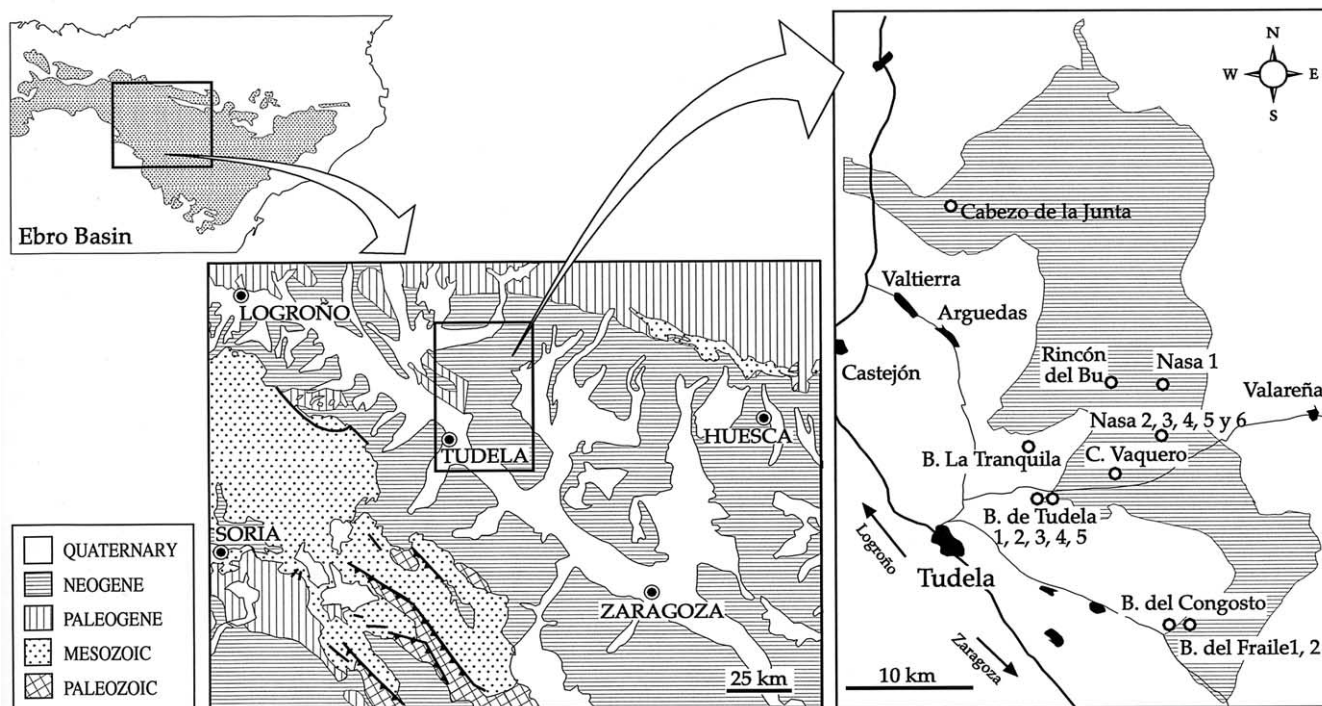 Ebro Basin
LOGROÑO
TUDELA
HUESCA
SORIA
ZARAGOZA
25 km
QUATERNARY
NEOGENE
PALEOGENE
MESOZOIC
PALEOZOIC
N
W
E
S
Cabezo de la Junta
Valtierra
Arguedas
Castejón
Rincón
del Bu
Nasa 1
Valareña
Nasa 2, 3, 4, 5 y 6
B. La Tranquila
C. Vaquero
B. de Tudela
1, 2, 3, 4, 5
Logroño
Tudela
B. del Congosto
B. del Fraile1, 2
Zaragoza
10 km